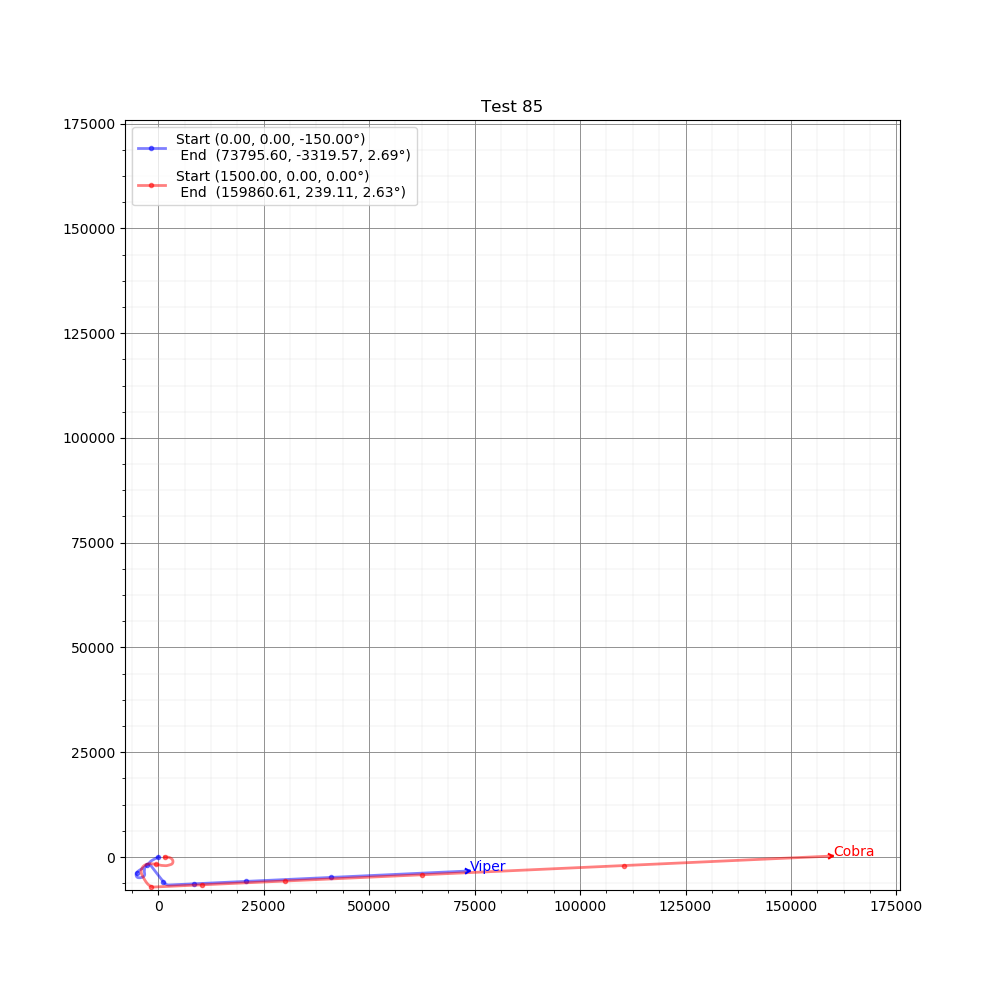 Test 85
175000
150000
125000
100000
75000
50000
25000
0
Start (0.00, 0.00, -150.00°)
End (73795.60, -3319.57, 2.69°)
Start (1500.00, 0.00, 0.00°)
End (159860.61, 239.11, 2.63°)
Viper
Cobra
0 25000 50000 75000 100000 125000 150000 175000